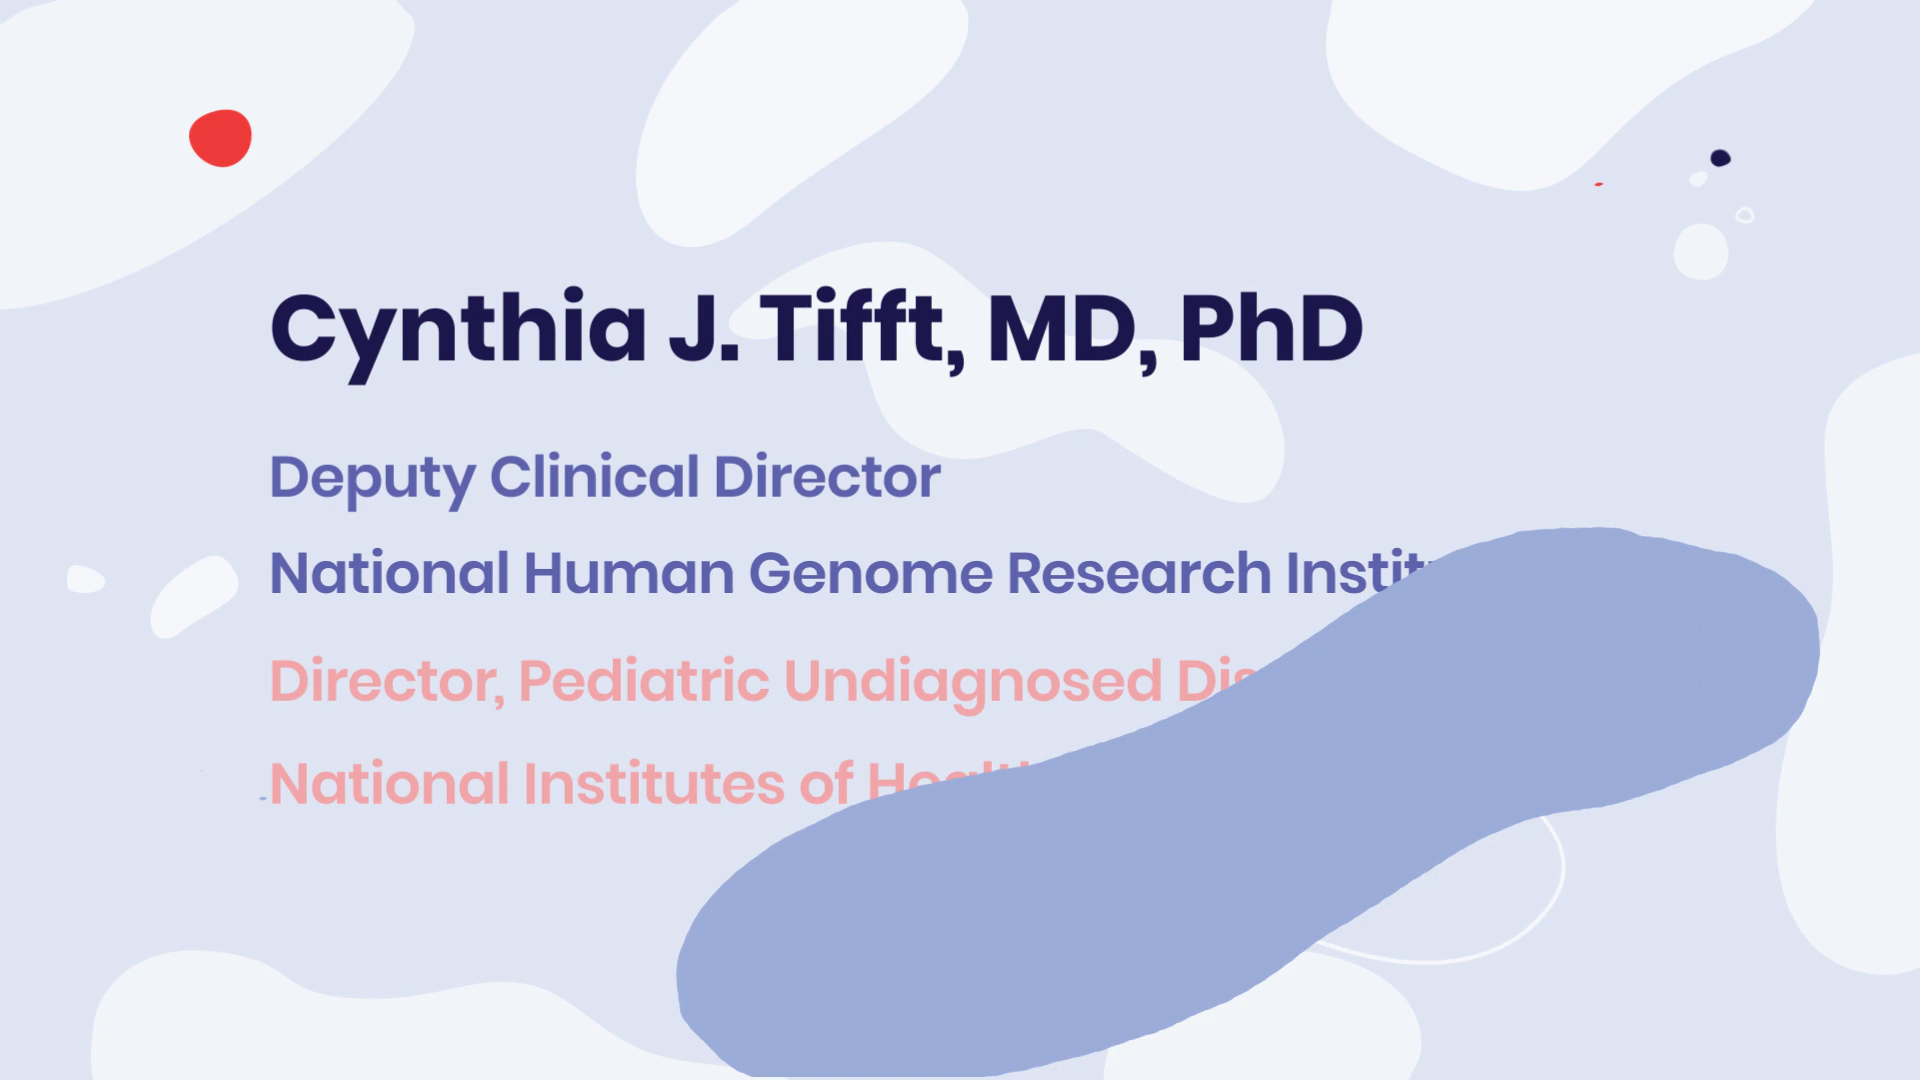 Cynthia J. Tifft, MD, PhD
Deputy Clinical Director
National Human Genome Research
Director, Pediatric Undiagnosed
National Institutes of